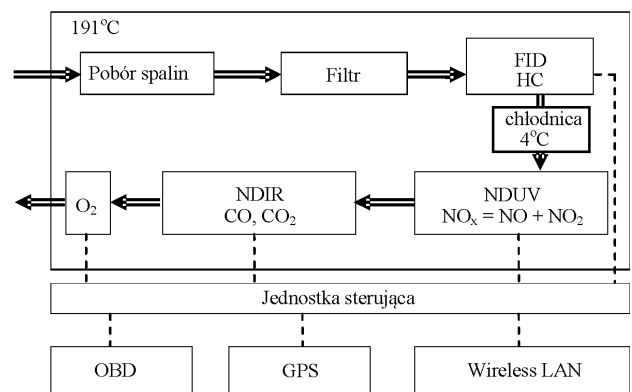 191°C
Pobór spalin
Filtr
FID
HC
chłodnica
4°C
O₂
NDIR
CO, CO₂
NDUV
NOₓ = NO + NO₂
Jednostka sterująca
OBD
GPS
Wireless LAN